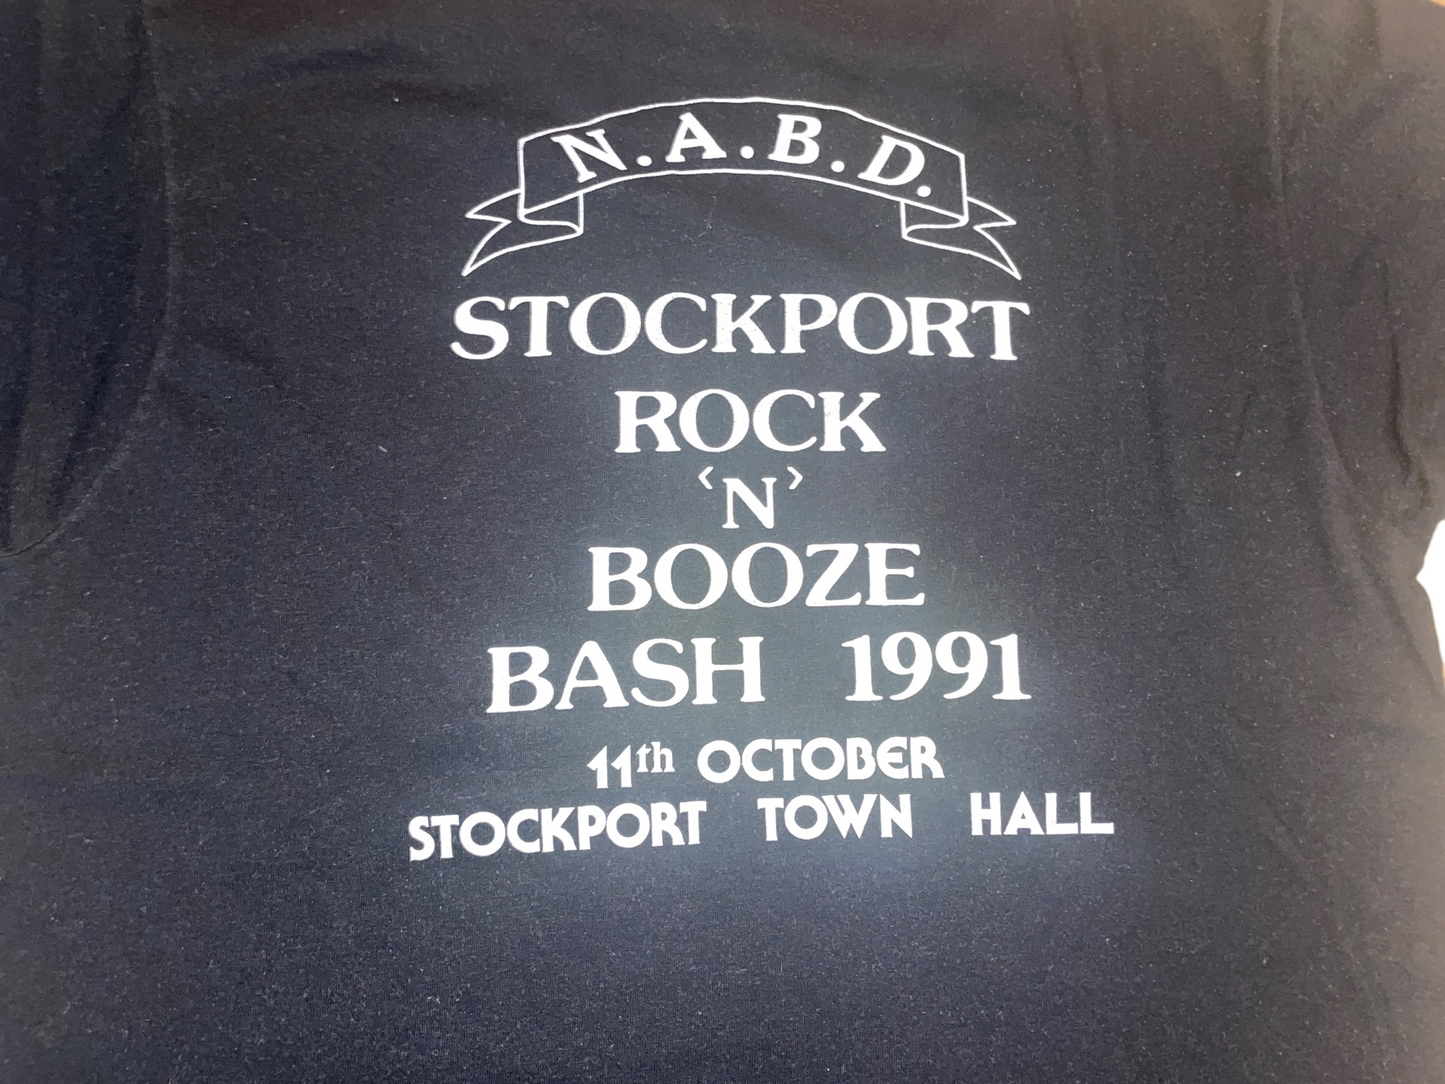 N.A.B.D.
STOCKPORT
ROCK
'N'
BOOZE
BASH 1991
11th OCTOBER
STOCKPORT TOWN HALL